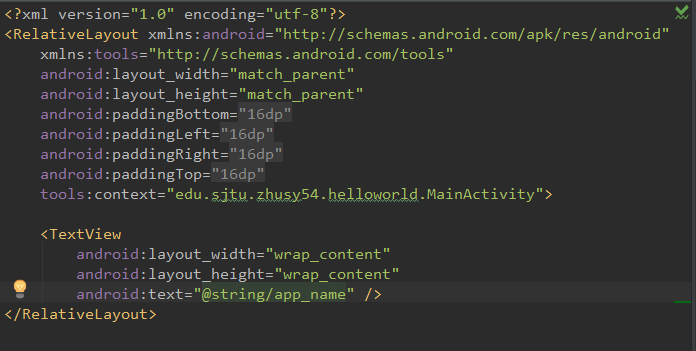 <?xml version="1.0" encoding="utf-8"?>
<RelativeLayout xmlns:android="http://schemas.android.com/apk/res/android"
    xmlns:tools="http://schemas.android.com/tools"
    android:layout_width="match_parent"
    android:layout_height="match_parent"
    android:paddingBottom="16dp"
    android:paddingLeft="16dp"
    android:paddingRight="16dp"
    android:paddingTop="16dp"
    tools:context="edu.sjtu.zhusy54.helloworld.MainActivity">
    <TextView
        android:layout_width="wrap_content"
        android:layout_height="wrap_content"
        android:text="@string/app_name" />
</RelativeLayout>